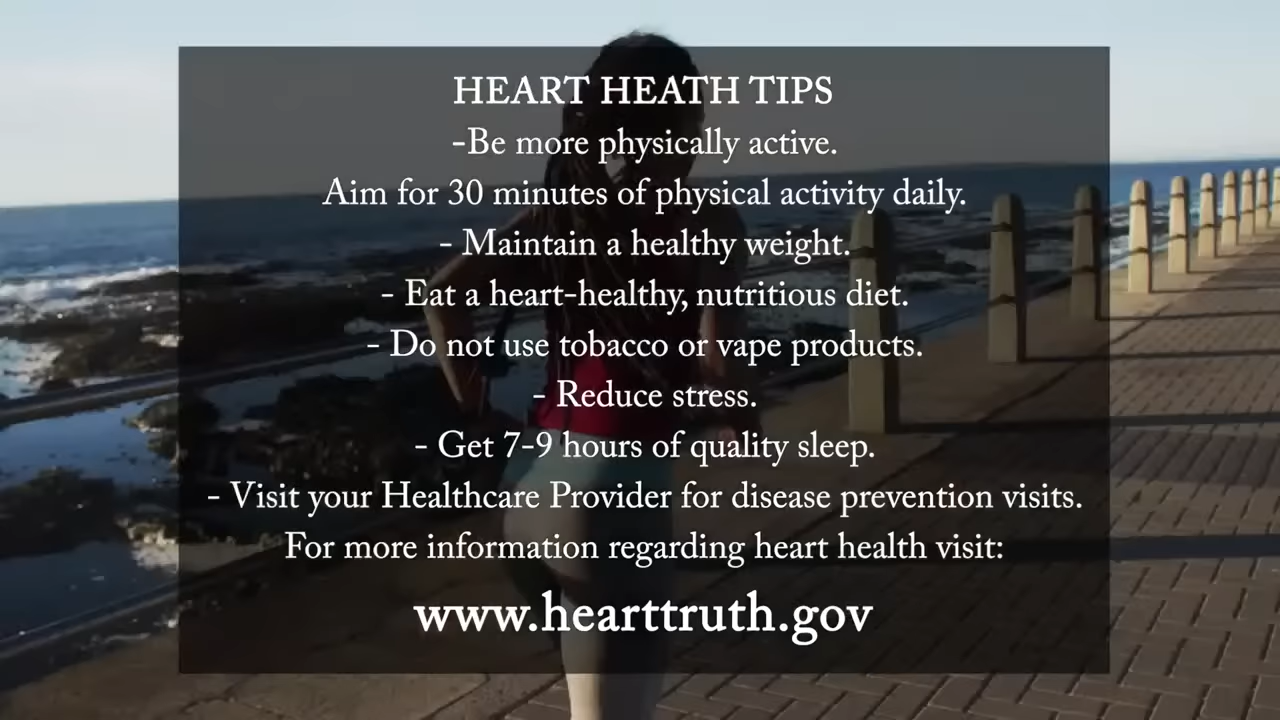 HEART HEATH TIPS
-Be more physically active.
Aim for 30 minutes of physical activity daily.
- Maintain a healthy weight.
- Eat a heart-healthy, nutritious diet.
- Do not use tobacco or vape products.
- Reduce stress.
- Get 7-9 hours of quality sleep.
- Visit your Healthcare Provider for disease prevention visits.
For more information regarding heart health visit:
www.hearttruth.gov